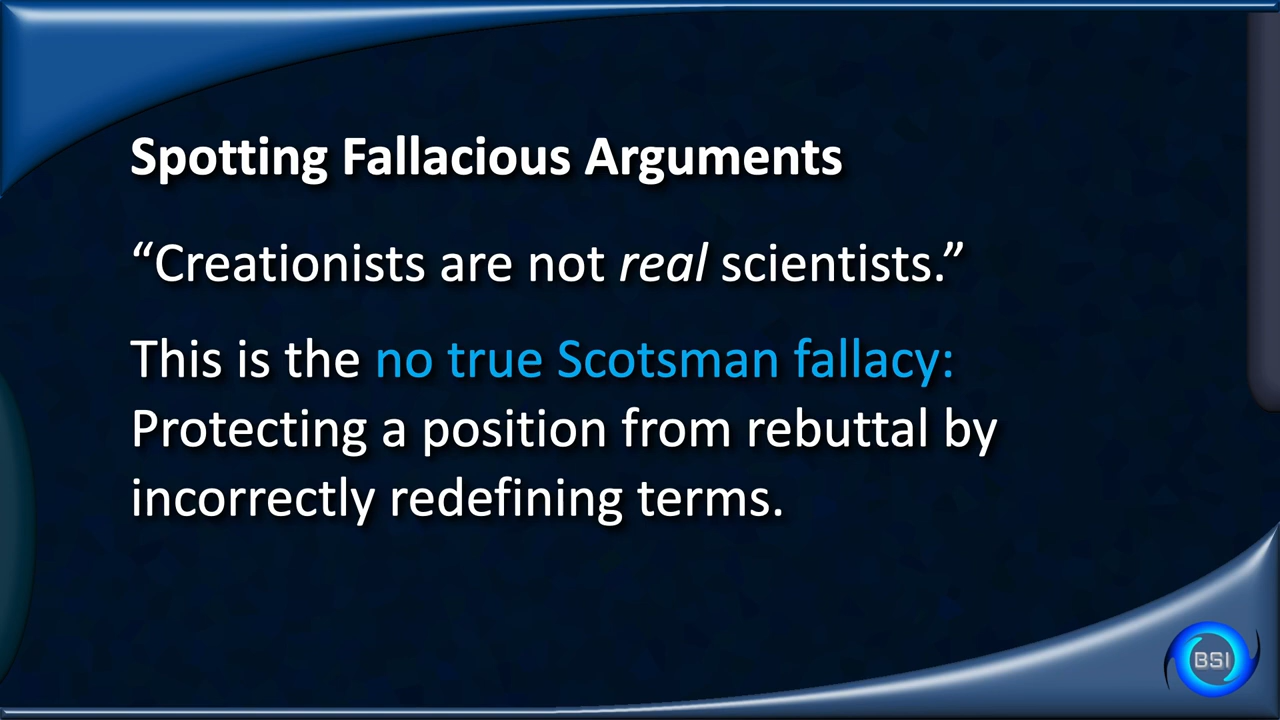 Spotting Fallacious Arguments
“Creationists are not real scientists.”
This is the no true Scotsman fallacy:
Protecting a position from rebuttal by
incorrectly redefining terms.
BSI